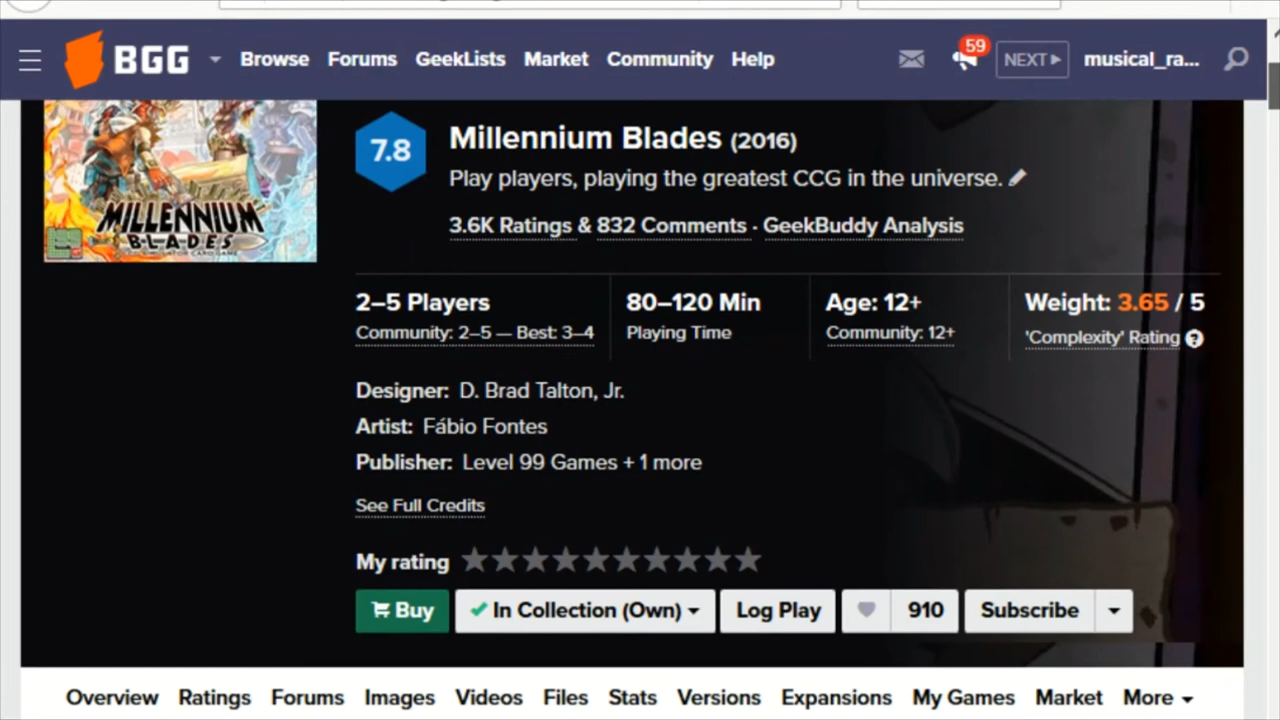 BGG Browse Forums GeekLists Market Community Help 59 NEXT musical_ra...
MILLENNIUM
BLADES
7.8
Millennium Blades (2016)
Play players, playing the greatest CCG in the universe.
3.6K Ratings & 832 Comments · GeekBuddy Analysis
2–5 Players
Community: 2–5 — Best: 3–4
80–120 Min
Playing Time
Age: 12+
Community: 12+
Weight: 3.65 / 5
'Complexity' Rating ?
Designer: D. Brad Talton, Jr.
Artist: Fábio Fontes
Publisher: Level 99 Games + 1 more
See Full Credits
My rating
Buy In Collection (Own) Log Play 910 Subscribe
Overview Ratings Forums Images Videos Files Stats Versions Expansions My Games Market More